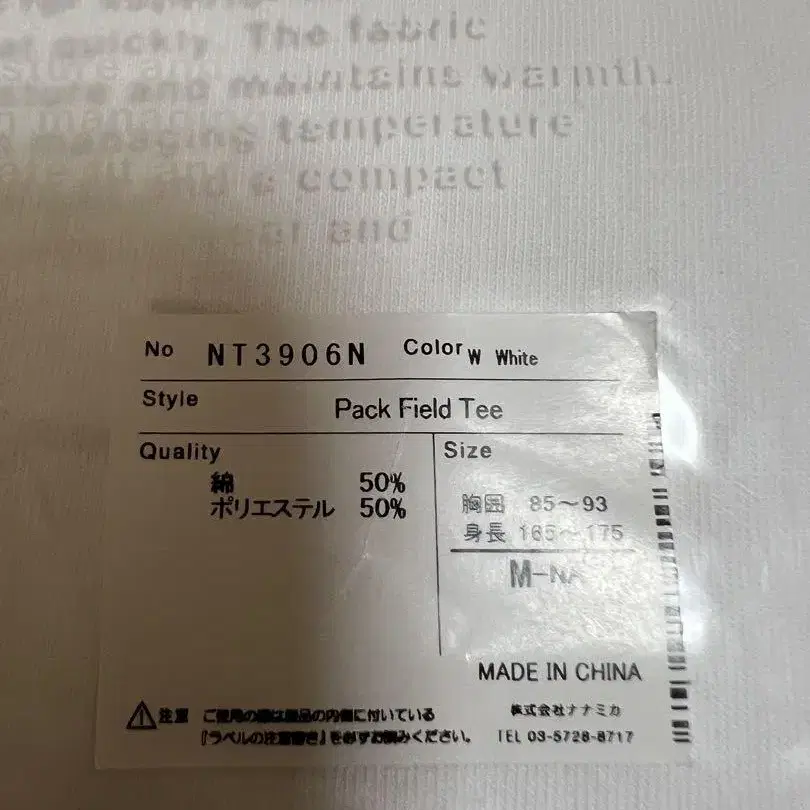 quickly. The fabric
and maintains warmth.
managing temperature
and a compact
and
No NT3906N Color W White
Style Pack Field Tee
Quality
綿 50%
ポリエステル 50%
Size
胸囲 85～93
身長 165～175
M-NA
MADE IN CHINA
注意 ご使用の際は製品の内側に付いている
『ラベルの注意書き』を必ずお読みください。
株式会社ナナミカ
TEL 03-5728-8717